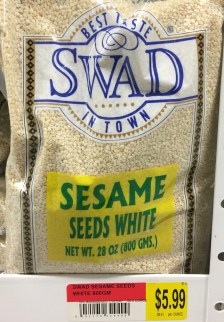 BEST TASTE
SWAD
IN TOWN
SESAME
SEEDS WHITE
NET WT. 28 OZ (800 GMS.)
SWAD SESAME SEEDS
WHITE 800GM
$5.99